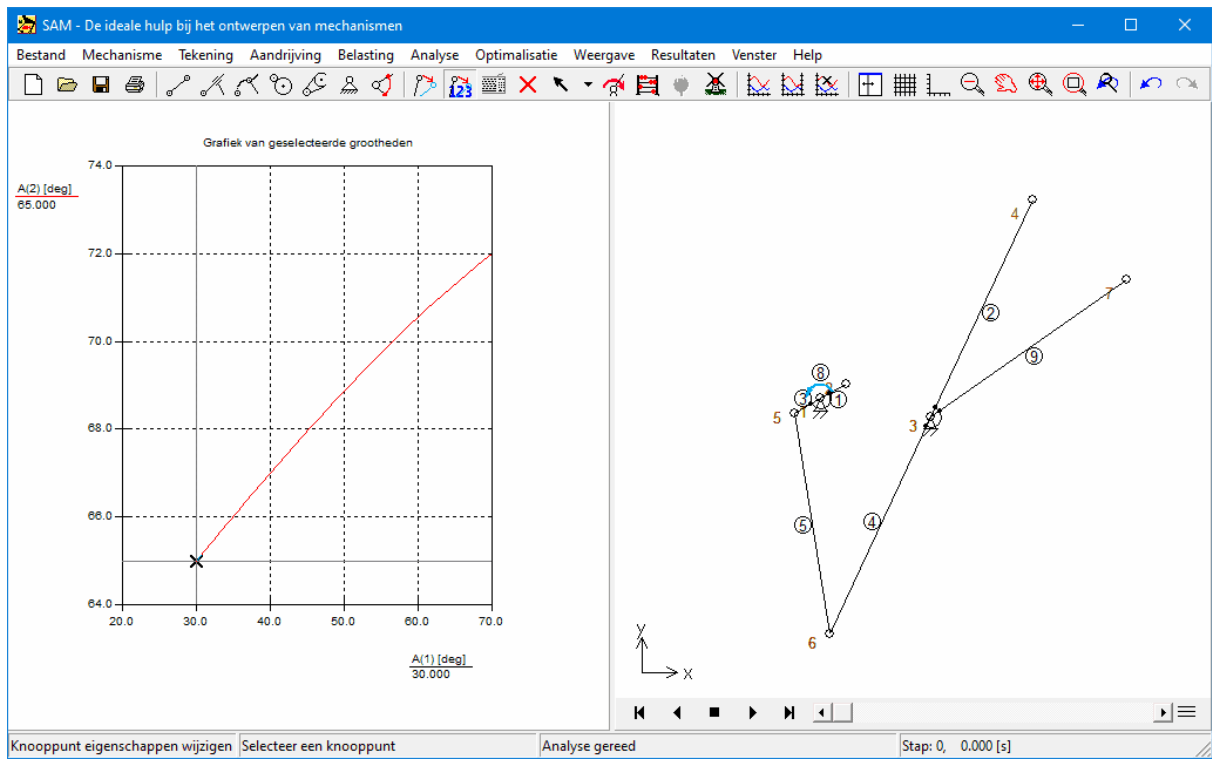 SAM - De ideale hulp bij het ontwerpen van mechanismen
Bestand Mechanisme Tekening Aandrijving Belasting Analyse Optimalisatie Weergave Resultaten Venster Help
123
Grafiek van geselecteerde grootheden
74.0
A(2) [deg]
65.000
72.0
70.0
68.0
66.0
64.0
20.0 30.0 40.0 50.0 60.0 70.0
A(1) [deg]
30.000
4
7
2
9
8
3
1
1
5
3
5
4
6
y
x
Knooppunt eigenschappen wijzigen Selecteer een knooppunt Analyse gereed Stap: 0, 0.000 [s]